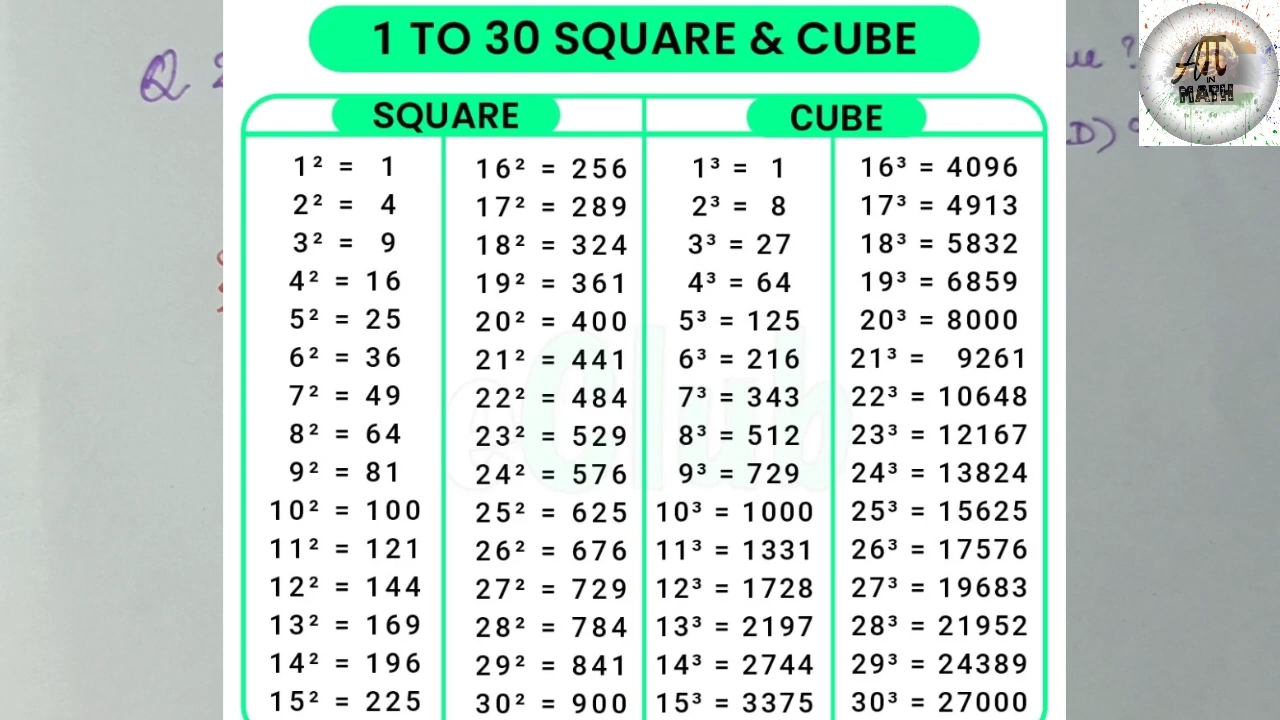 1 TO 30 SQUARE & CUBE
SQUARE
CUBE
1² = 1
2² = 4
3² = 9
4² = 16
5² = 25
6² = 36
7² = 49
8² = 64
9² = 81
10² = 100
11² = 121
12² = 144
13² = 169
14² = 196
15² = 225
16² = 256
17² = 289
18² = 324
19² = 361
20² = 400
21² = 441
22² = 484
23² = 529
24² = 576
25² = 625
26² = 676
27² = 729
28² = 784
29² = 841
30² = 900
1³ = 1
2³ = 8
3³ = 27
4³ = 64
5³ = 125
6³ = 216
7³ = 343
8³ = 512
9³ = 729
10³ = 1000
11³ = 1331
12³ = 1728
13³ = 2197
14³ = 2744
15³ = 3375
16³ = 4096
17³ = 4913
18³ = 5832
19³ = 6859
20³ = 8000
21³ = 9261
22³ = 10648
23³ = 12167
24³ = 13824
25³ = 15625
26³ = 17576
27³ = 19683
28³ = 21952
29³ = 24389
30³ = 27000
eClub
Q
D)
IN
MATH